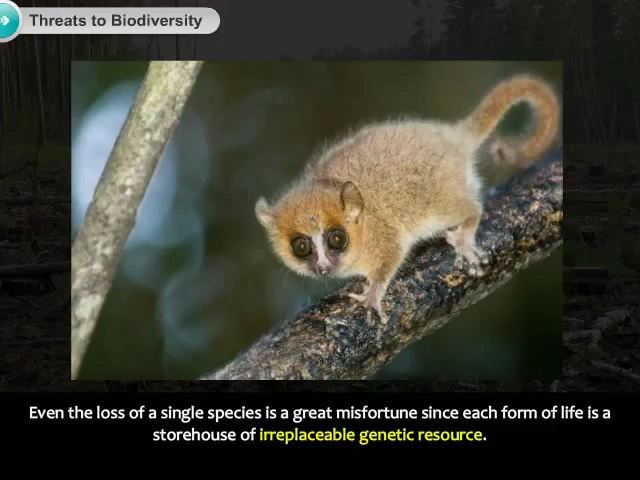 Threats to Biodiversity
Even the loss of a single species is a great misfortune since each form of life is a
storehouse of irreplaceable genetic resource.